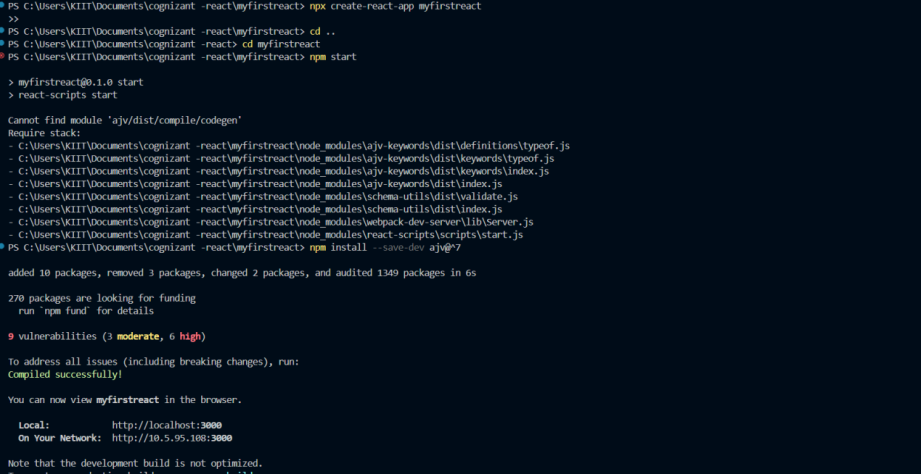 PS C:\Users\KIIT\Documents\cognizant -react\myfirstreact> npx create-react-app myfirstreact
>>
PS C:\Users\KIIT\Documents\cognizant -react\myfirstreact> cd ..
PS C:\Users\KIIT\Documents\cognizant -react> cd myfirstreact
PS C:\Users\KIIT\Documents\cognizant -react\myfirstreact> npm start
> myfirstreact@0.1.0 start
> react-scripts start
Cannot find module 'ajv/dist/compile/codegen'
Require stack:
- C:\Users\KIIT\Documents\cognizant -react\myfirstreact\node_modules\ajv-keywords\dist\definitions\typeof.js
- C:\Users\KIIT\Documents\cognizant -react\myfirstreact\node_modules\ajv-keywords\dist\keywords\typeof.js
- C:\Users\KIIT\Documents\cognizant -react\myfirstreact\node_modules\ajv-keywords\dist\keywords\index.js
- C:\Users\KIIT\Documents\cognizant -react\myfirstreact\node_modules\ajv-keywords\dist\index.js
- C:\Users\KIIT\Documents\cognizant -react\myfirstreact\node_modules\schema-utils\dist\validate.js
- C:\Users\KIIT\Documents\cognizant -react\myfirstreact\node_modules\schema-utils\dist\index.js
- C:\Users\KIIT\Documents\cognizant -react\myfirstreact\node_modules\webpack-dev-server\lib\Server.js
- C:\Users\KIIT\Documents\cognizant -react\myfirstreact\node_modules\react-scripts\scripts\start.js
PS C:\Users\KIIT\Documents\cognizant -react\myfirstreact> npm install --save-dev ajv@^7
added 10 packages, removed 3 packages, changed 2 packages, and audited 1349 packages in 6s
270 packages are looking for funding
run `npm fund` for details
9 vulnerabilities (3 moderate, 6 high)
To address all issues (including breaking changes), run:
Compiled successfully!
You can now view myfirstreact in the browser.
Local: http://localhost:3000
On Your Network: http://10.5.95.108:3000
Note that the development build is not optimized.